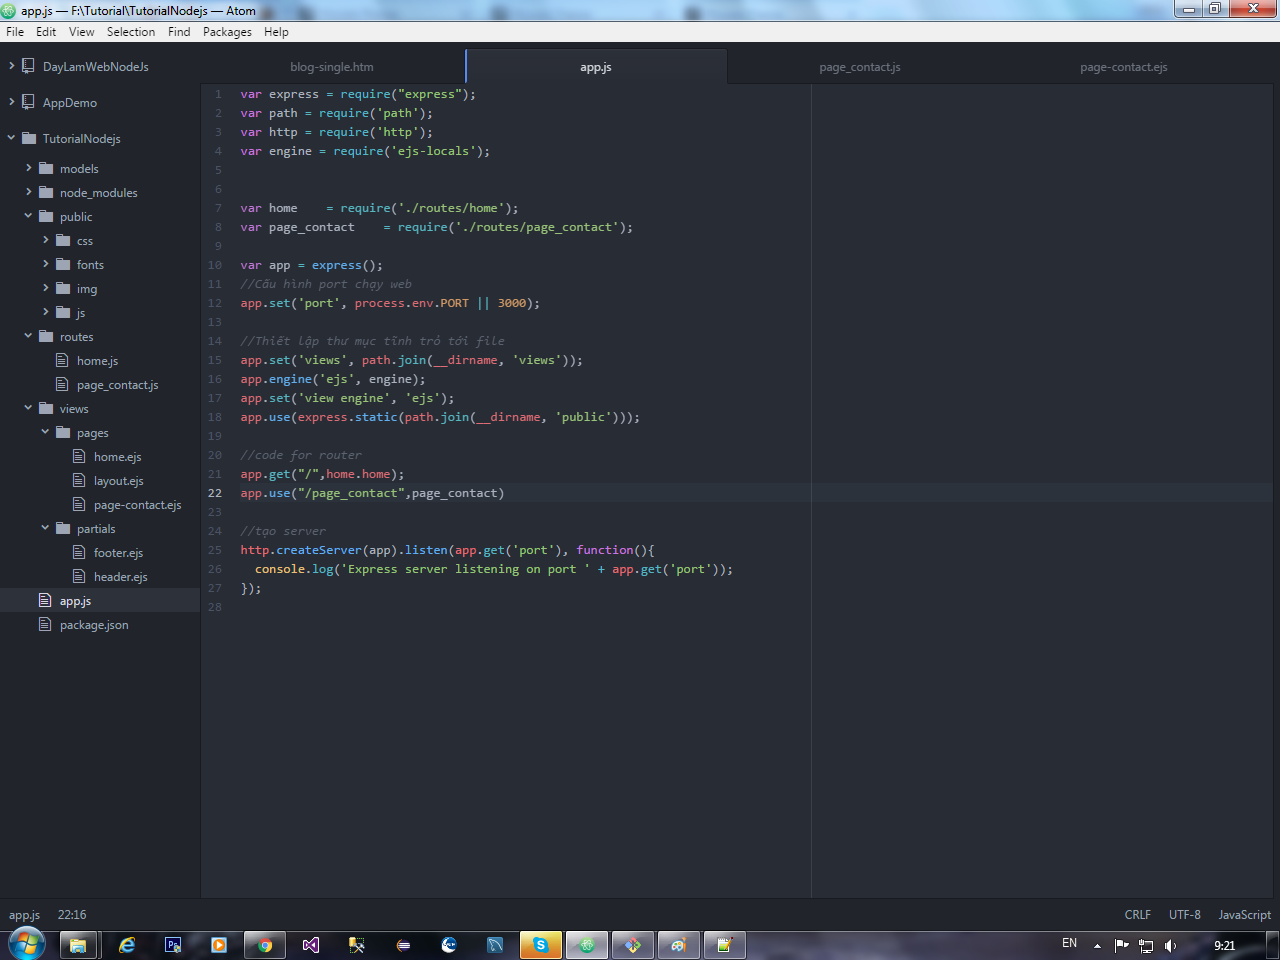 app.js — F:\Tutorial\TutorialNodejs — Atom
File Edit View Selection Find Packages Help
DayLamWebNodeJs
AppDemo
TutorialNodejs
models
node_modules
public
css
fonts
img
js
routes
home.js
page_contact.js
views
pages
home.ejs
layout.ejs
page-contact.ejs
partials
footer.ejs
header.ejs
app.js
package.json
blog-single.htm
app.js
page_contact.js
page-contact.ejs
1 var express = require("express");
2 var path = require('path');
3 var http = require('http');
4 var engine = require('ejs-locals');
5
6
7 var home    = require('./routes/home');
8 var page_contact    = require('./routes/page_contact');
9
10 var app = express();
11 //Cấu hình port chạy web
12 app.set('port', process.env.PORT || 3000);
13
14 //Thiết lập thư mục tĩnh trỏ tới file
15 app.set('views', path.join(__dirname, 'views'));
16 app.engine('ejs', engine);
17 app.set('view engine', 'ejs');
18 app.use(express.static(path.join(__dirname, 'public')));
19
20 //code for router
21 app.get("/",home.home);
22 app.use("/page_contact",page_contact)
23
24 //tạo server
25 http.createServer(app).listen(app.get('port'), function(){
26   console.log('Express server listening on port ' + app.get('port'));
27 });
28
app.js 22:16
CRLF UTF-8 JavaScript
EN 9:21